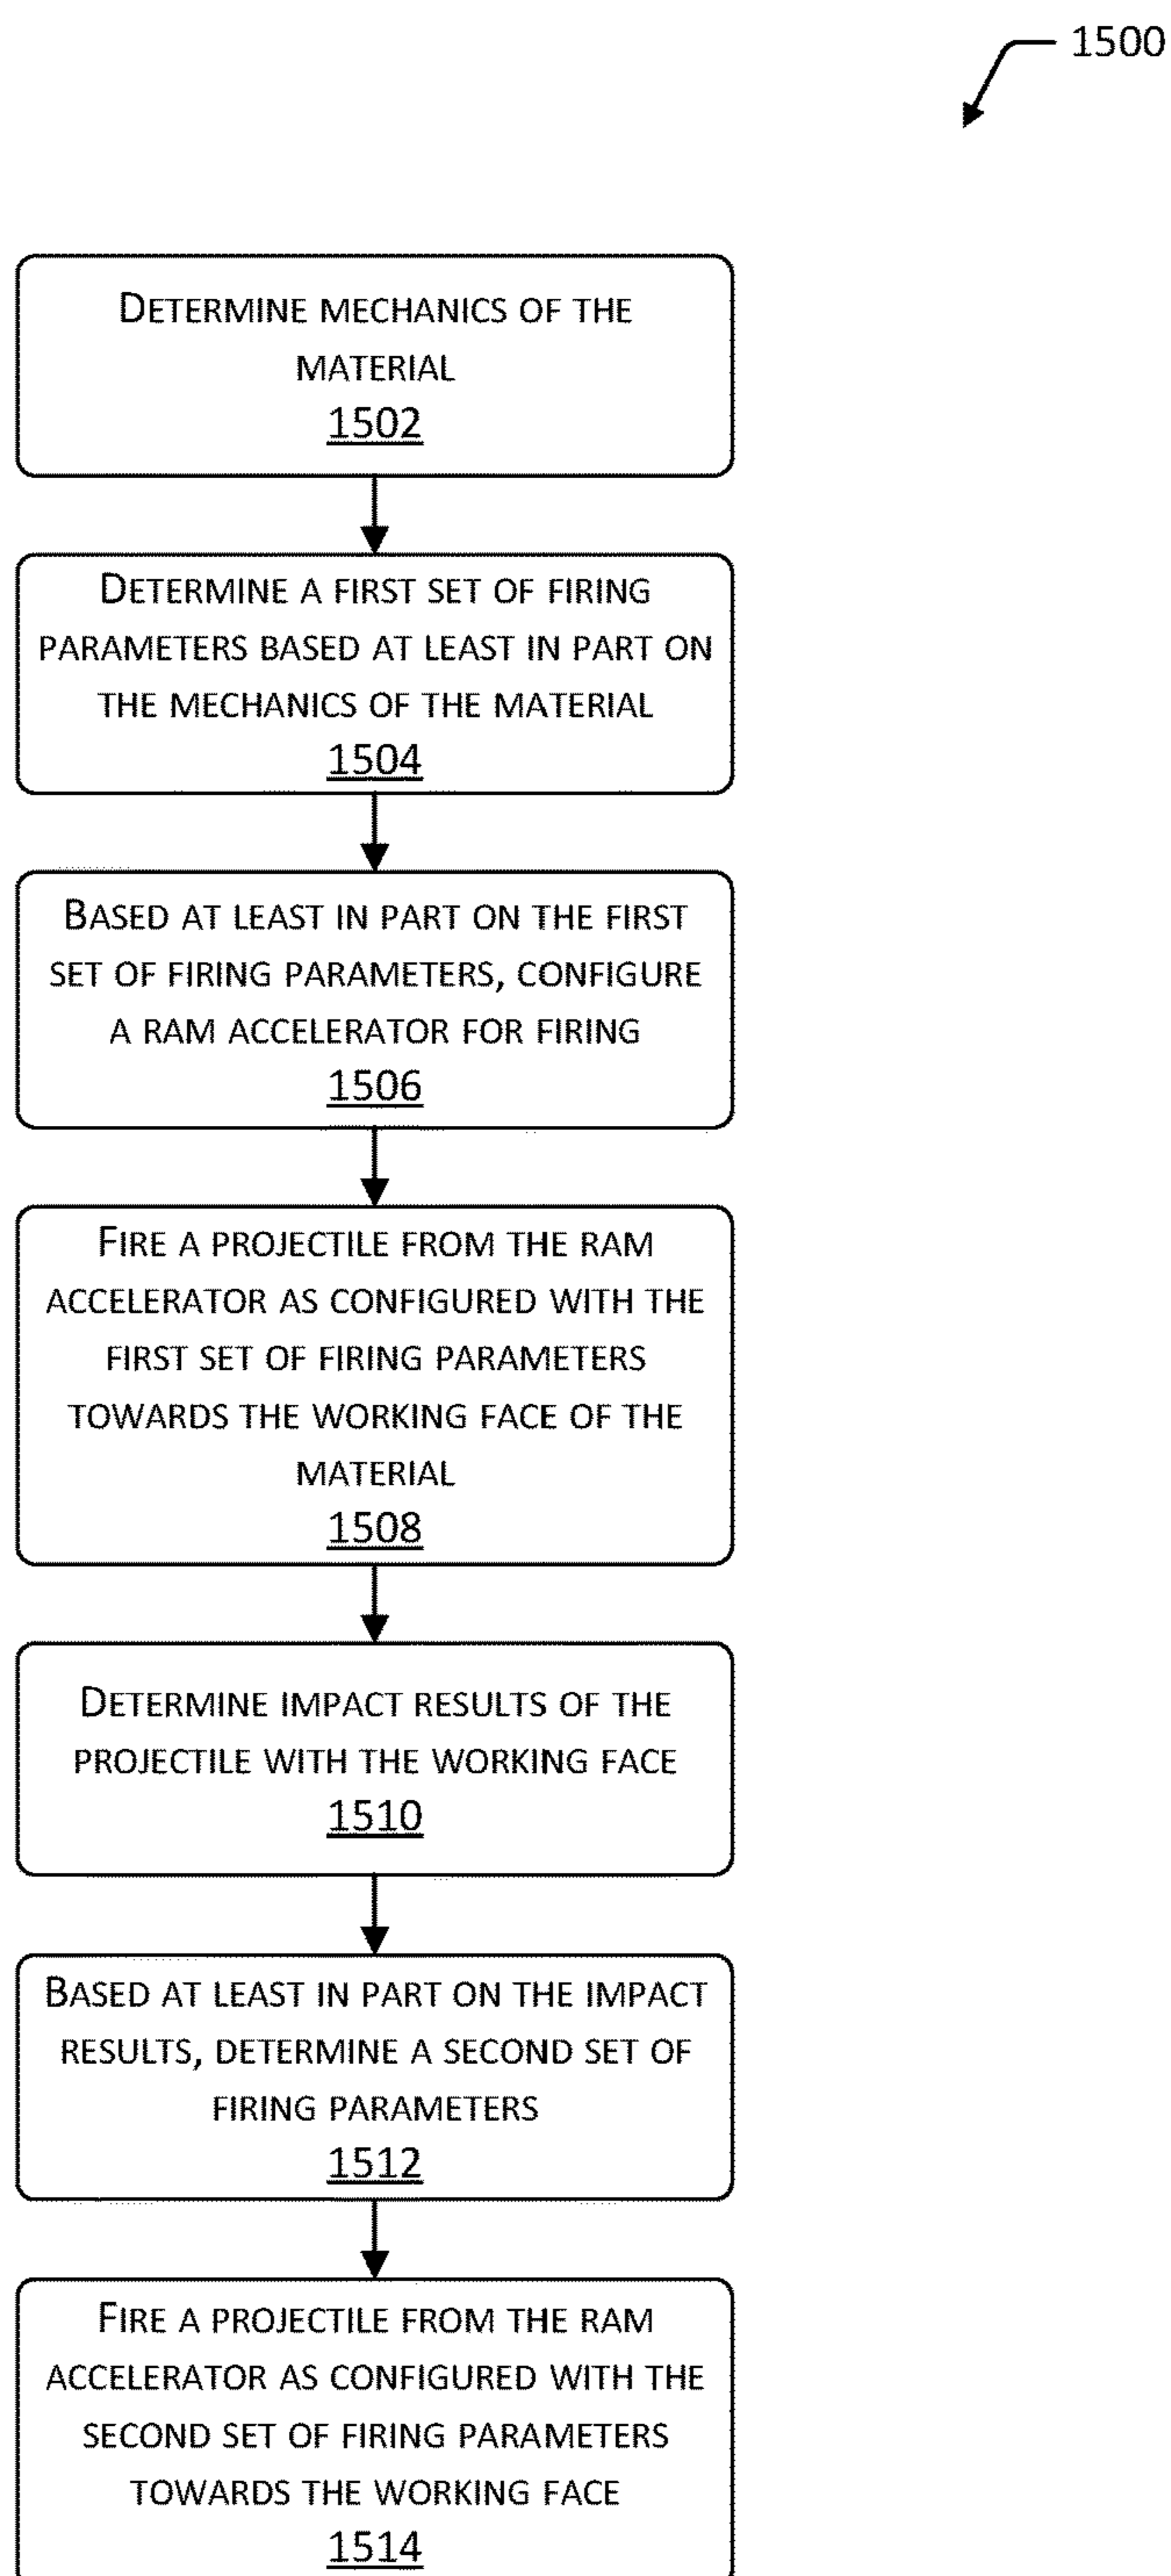 1500
DETERMINE MECHANICS OF THE
MATERIAL
1502
DETERMINE A FIRST SET OF FIRING
PARAMETERS BASED AT LEAST IN PART ON
THE MECHANICS OF THE MATERIAL
1504
BASED AT LEAST IN PART ON THE FIRST
SET OF FIRING PARAMETERS, CONFIGURE
A RAM ACCELERATOR FOR FIRING
1506
FIRE A PROJECTILE FROM THE RAM
ACCELERATOR AS CONFIGURED WITH THE
FIRST SET OF FIRING PARAMETERS
TOWARDS THE WORKING FACE OF THE
MATERIAL
1508
DETERMINE IMPACT RESULTS OF THE
PROJECTILE WITH THE WORKING FACE
1510
BASED AT LEAST IN PART ON THE IMPACT
RESULTS, DETERMINE A SECOND SET OF
FIRING PARAMETERS
1512
FIRE A PROJECTILE FROM THE RAM
ACCELERATOR AS CONFIGURED WITH THE
SECOND SET OF FIRING PARAMETERS
TOWARDS THE WORKING FACE
1514